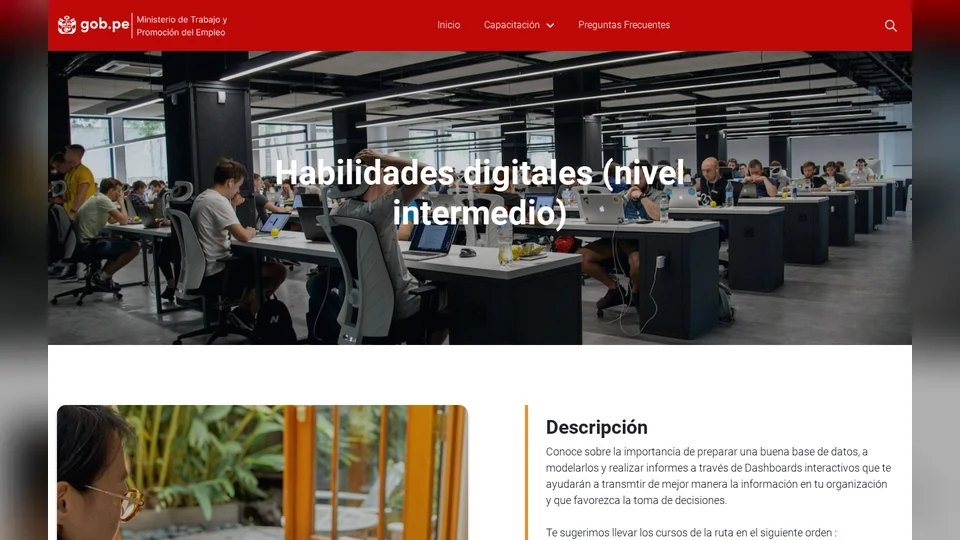 gob.pe
Ministerio de Trabajo y
Promoción del Empleo
Inicio
Capacitación
Preguntas Frecuentes
Habilidades digitales (nivel
intermedio)
Descripción
Conoce sobre la importancia de preparar una buena base de datos, a
modelarlos y realizar informes a través de Dashboards interactivos que te
ayudarán a transmtir de mejor manera la información en tu organización
y que favorezca la toma de decisiones.
Te sugerimos llevar los cursos de la ruta en el siguiente orden :